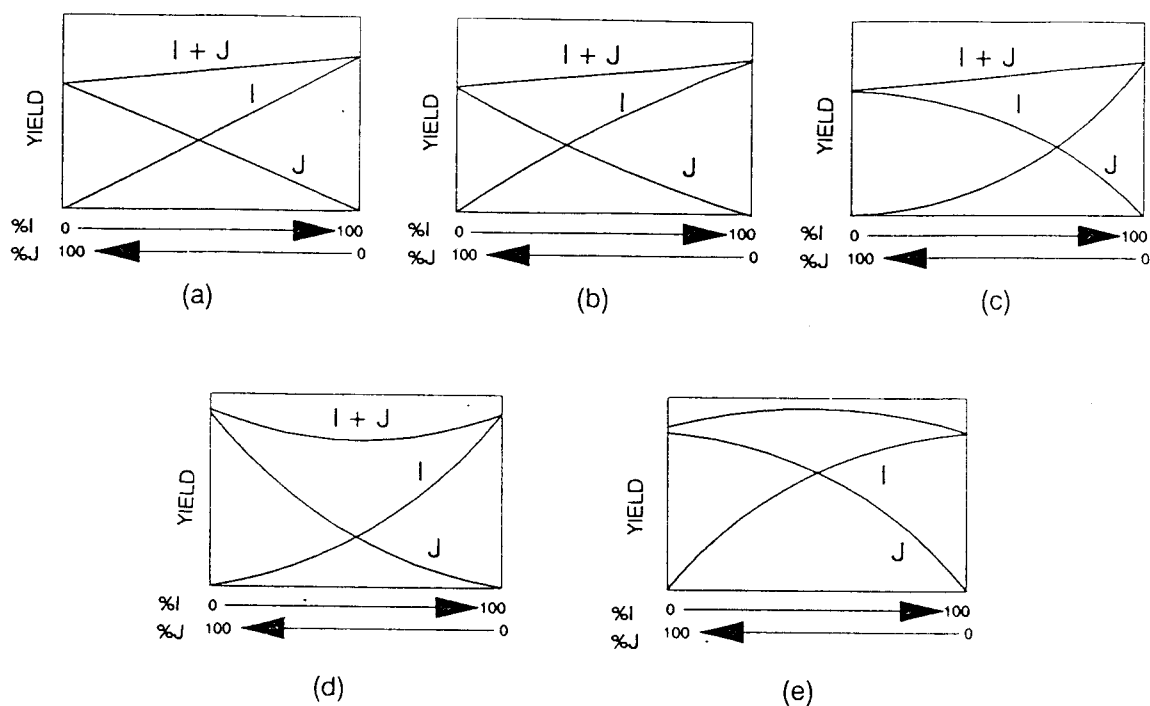 I + J
I
J
YIELD
%I 0 100
%J 100 0
(a)
I + J
I
J
YIELD
%I 0 100
%J 100 0
(b)
I + J
I
J
YIELD
%I 0 100
%J 100 0
(c)
I + J
I
J
YIELD
%I 0 100
%J 100 0
(d)
I
J
YIELD
%I 0 100
%J 100 0
(e)